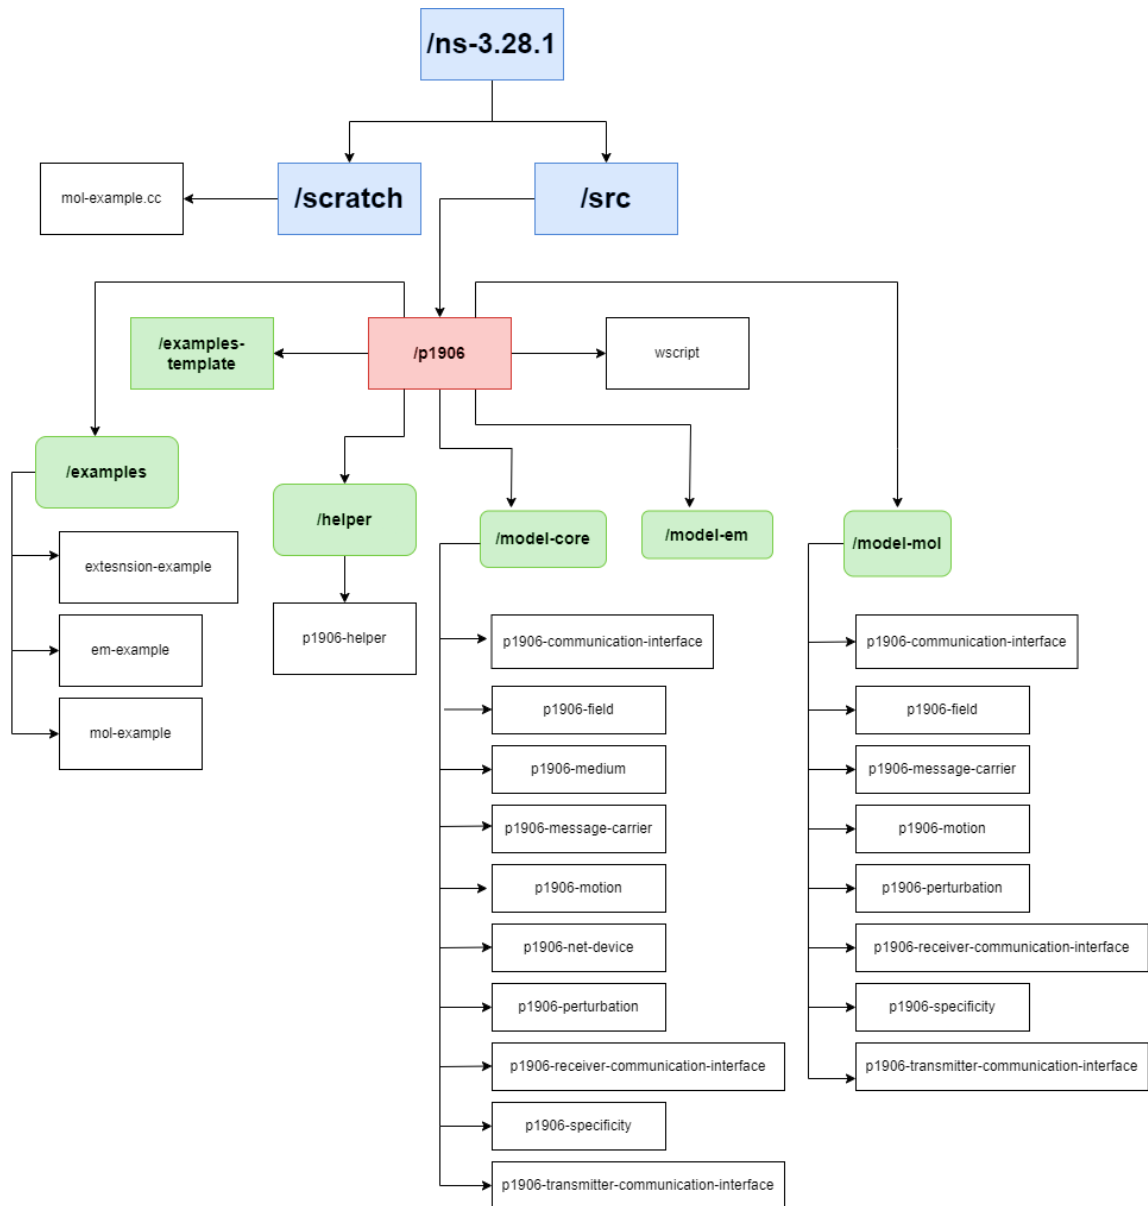 /ns-3.28.1
mol-example.cc
/scratch
/src
/examples-
template
/p1906
wscript
/examples
/helper
/model-core
/model-em
/model-mol
extesnsion-example
em-example
mol-example
p1906-helper
p1906-communication-interface
p1906-field
p1906-medium
p1906-message-carrier
p1906-motion
p1906-net-device
p1906-perturbation
p1906-receiver-communication-interface
p1906-specificity
p1906-transmitter-communication-interface
p1906-communication-interface
p1906-field
p1906-message-carrier
p1906-motion
p1906-perturbation
p1906-receiver-communication-interface
p1906-specificity
p1906-transmitter-communication-interface